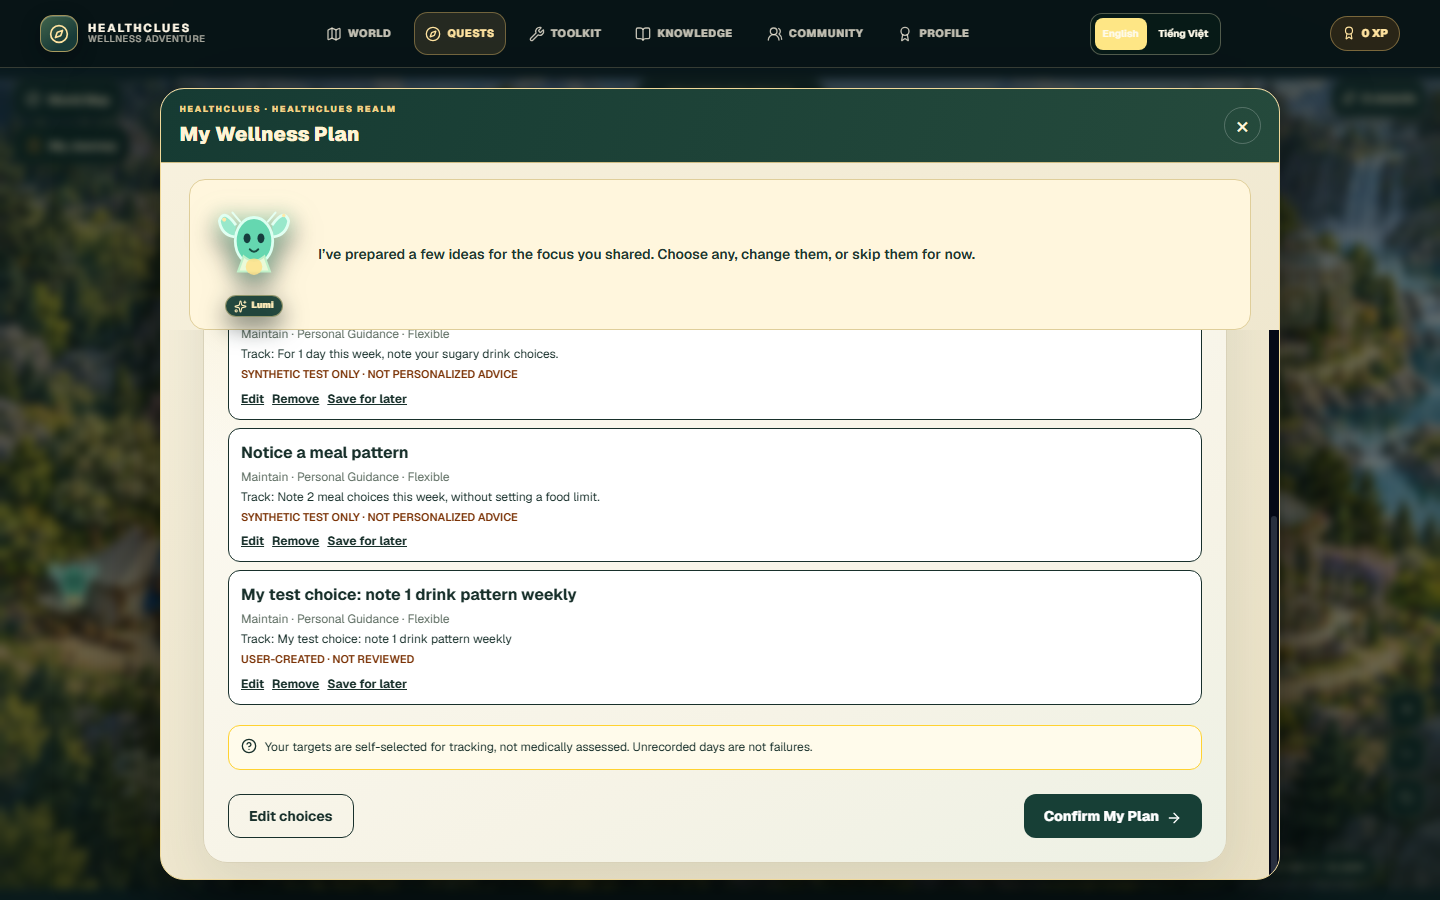 HEALTHCLUES
WELLNESS ADVENTURE
WORLD
QUESTS
TOOLKIT
KNOWLEDGE
COMMUNITY
PROFILE
English
Tiếng Việt
0 XP
HEALTHCLUES · HEALTHCLUES REALM
My Wellness Plan
I've prepared a few ideas for the focus you shared. Choose any, change them, or skip them for now.
Lumi
Maintain · Personal Guidance · Flexible
Track: For 1 day this week, note your sugary drink choices.
SYNTHETIC TEST ONLY · NOT PERSONALIZED ADVICE
Edit Remove Save for later
Notice a meal pattern
Maintain · Personal Guidance · Flexible
Track: Note 2 meal choices this week, without setting a food limit.
SYNTHETIC TEST ONLY · NOT PERSONALIZED ADVICE
Edit Remove Save for later
My test choice: note 1 drink pattern weekly
Maintain · Personal Guidance · Flexible
Track: My test choice: note 1 drink pattern weekly
USER-CREATED · NOT REVIEWED
Edit Remove Save for later
Your targets are self-selected for tracking, not medically assessed. Unrecorded days are not failures.
Edit choices
Confirm My Plan